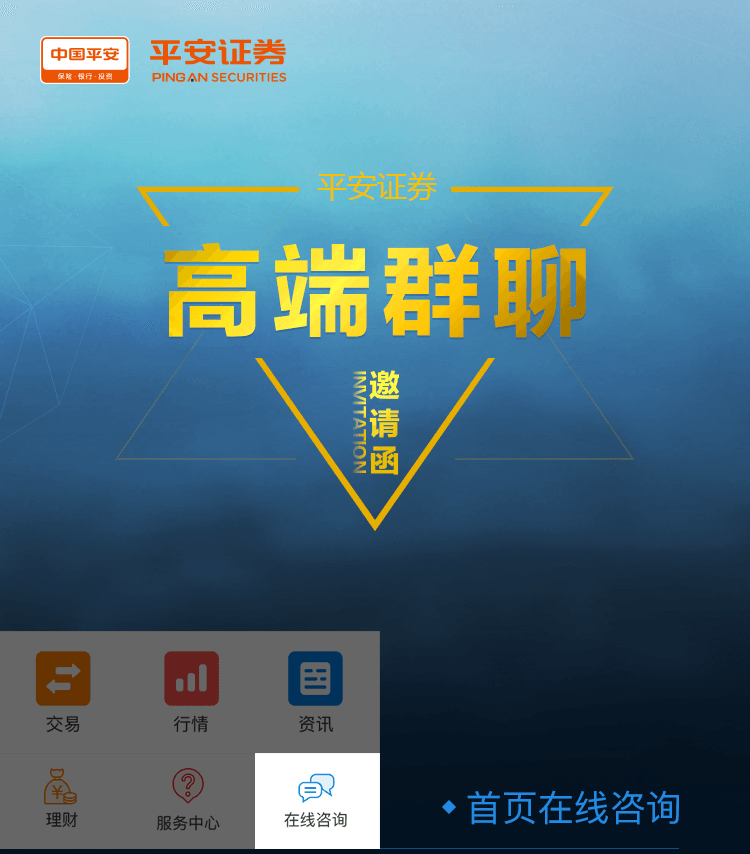 中国平安
保险·银行·投资
平安证券
PINGAN SECURITIES
平安证券
高端群聊
邀请函
INVITATION
交易
行情
资讯
理财
服务中心
在线咨询
首页在线咨询